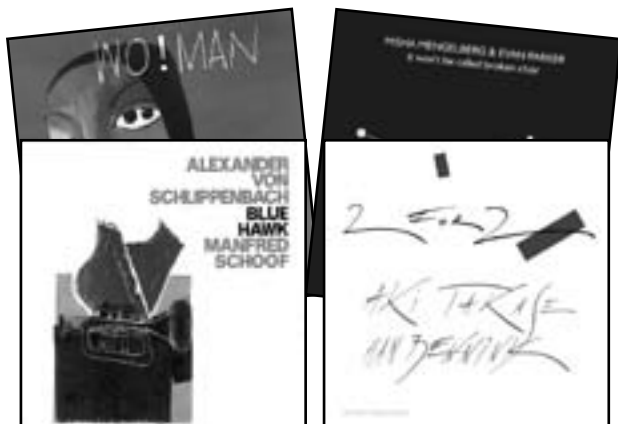 WO!MAN
MISHA MENGELBERG & EVAN PARKER
It won't be called broken chair
ALEXANDER
VON
SCHLIPPENBACH
BLUE
HAWK
MANFRED
SCHOOF
2 For 2
AKI TAKASE
HAN BENNINK